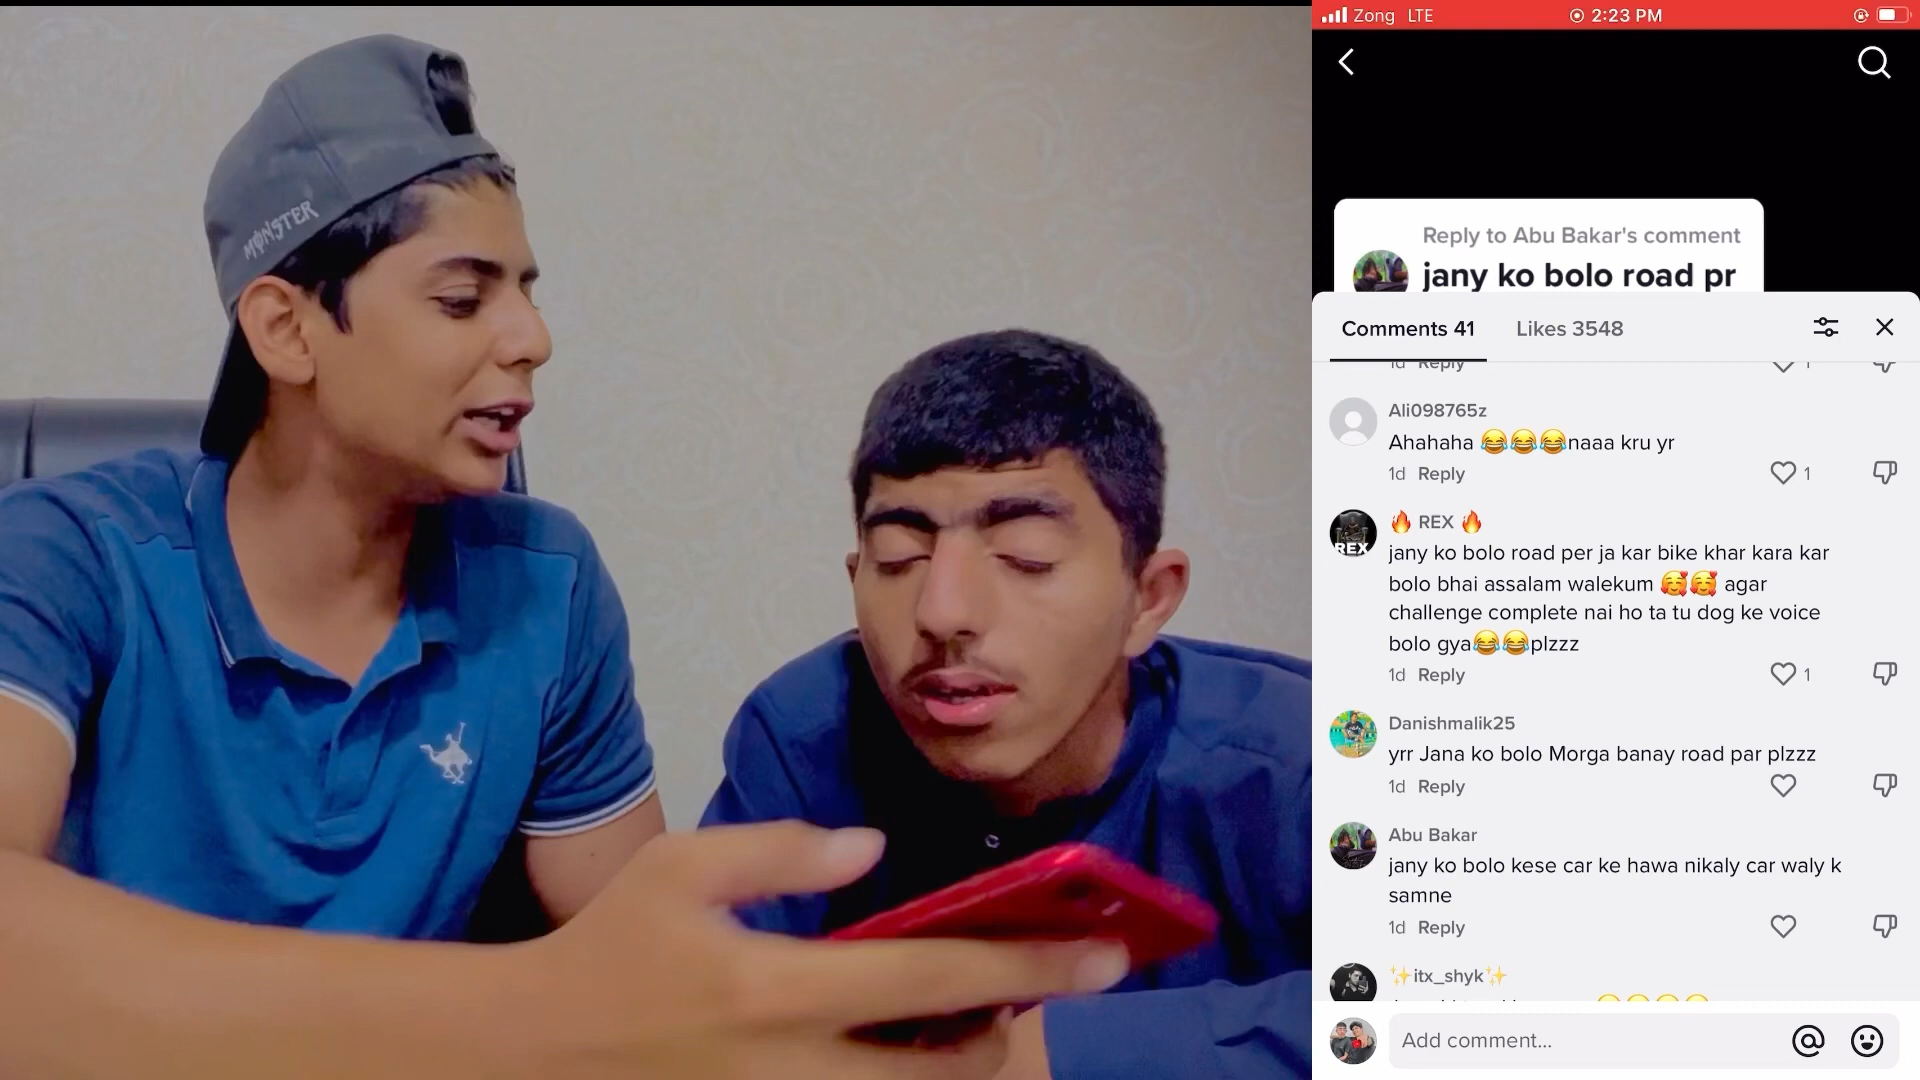 MONSTER
Zong LTE
2:23 PM
Reply to Abu Bakar's comment
jany ko bolo road pr
Comments 41
Likes 3548
1d Reply
1
Ali098765z
Ahahaha 😂😂😂naaa kru yr
1d Reply
1
🔥 REX 🔥
REX
jany ko bolo road per ja kar bike khar kara kar
bolo bhai assalam walekum 🥰🥰 agar
challenge complete nai ho ta tu dog ke voice
bolo gya😂😂plzzz
1d Reply
1
Danishmalik25
yrr Jana ko bolo Morga banay road par plzzz
1d Reply
Abu Bakar
jany ko bolo kese car ke hawa nikaly car waly k
samne
1d Reply
✨itx_shyk✨
Add comment...